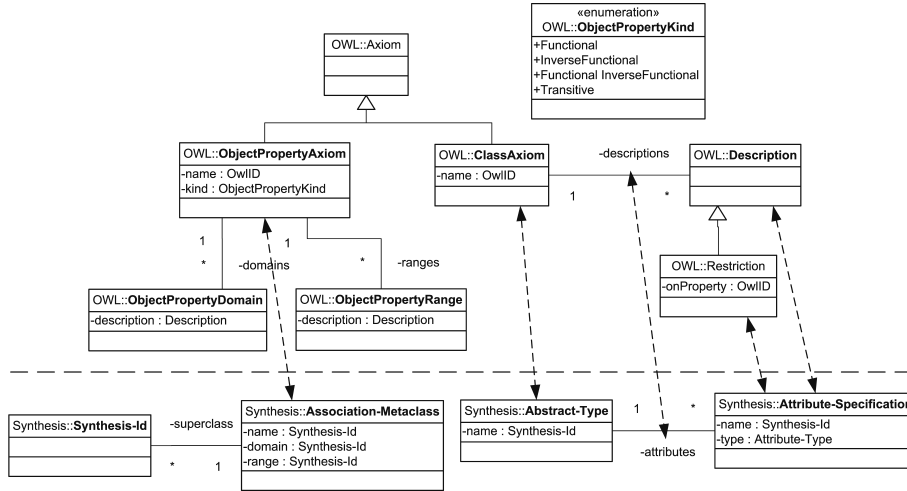 «enumeration»
OWL::ObjectPropertyKind
+Functional
+InverseFunctional
+Functional InverseFunctional
+Transitive
OWL::Axiom
OWL::ObjectPropertyAxiom
-name : OwlID
-kind : ObjectPropertyKind
OWL::ClassAxiom
-name : OwlID
-descriptions
1
*
OWL::Description
1
*
-domains
1
*
-ranges
OWL::ObjectPropertyDomain
-description : Description
OWL::ObjectPropertyRange
-description : Description
OWL::Restriction
-onProperty : OwlID
Synthesis::Synthesis-Id
-superclass
*
1
Synthesis::Association-Metaclass
-name : Synthesis-Id
-domain : Synthesis-Id
-range : Synthesis-Id
Synthesis::Abstract-Type
-name : Synthesis-Id
1
*
-attributes
Synthesis::Attribute-Specification
-name : Synthesis-Id
-type : Attribute-Type